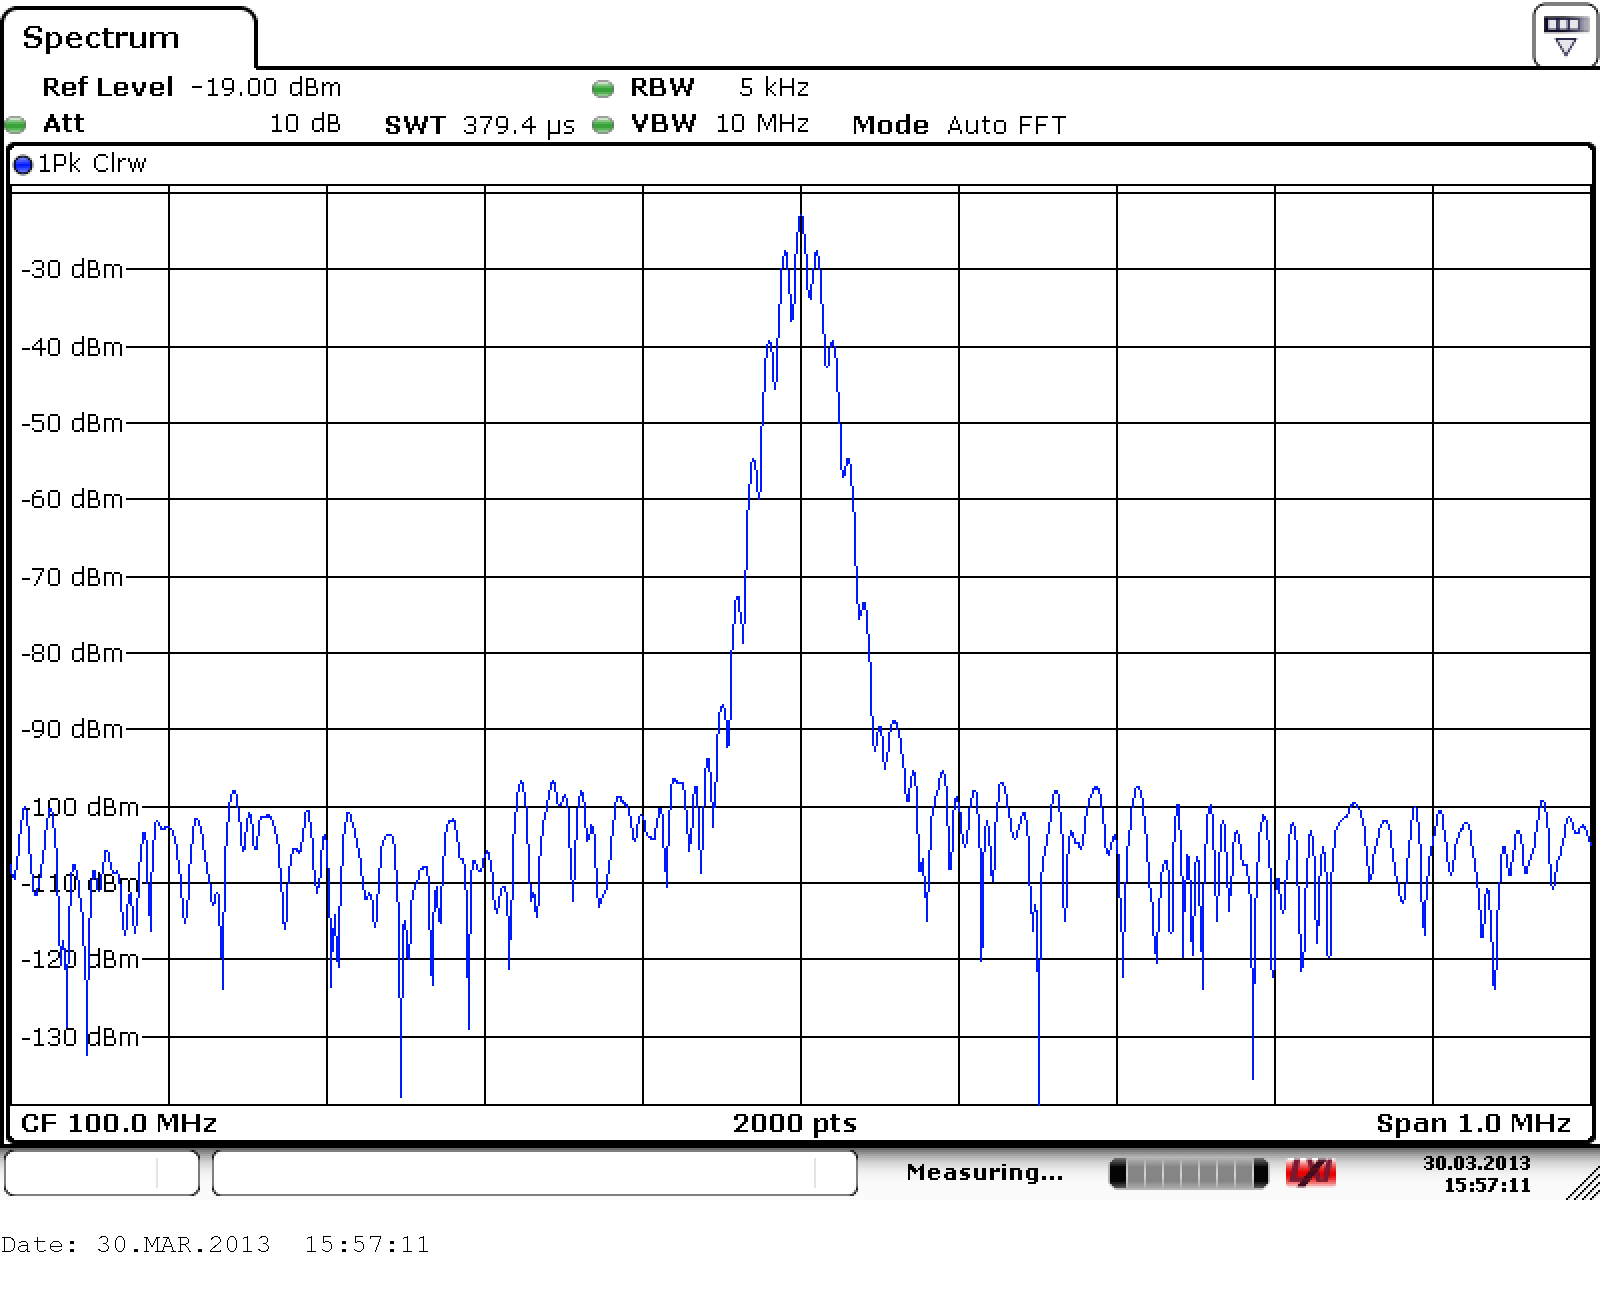 Spectrum
Ref Level -19.00 dBm RBW 5 kHz
Att 10 dB SWT 379.4 µs VBW 10 MHz Mode Auto FFT
1Pk Clrw
-30 dBm
-40 dBm
-50 dBm
-60 dBm
-70 dBm
-80 dBm
-90 dBm
-100 dBm
-110 dBm
-120 dBm
-130 dBm
CF 100.0 MHz 2000 pts Span 1.0 MHz
Measuring... LXI 30.03.2013
15:57:11
Date: 30.MAR.2013 15:57:11